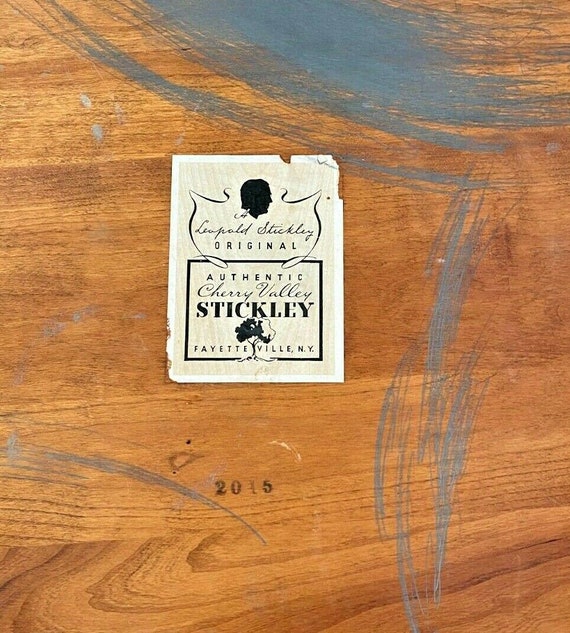 A
Leopold Stickley
ORIGINAL
AUTHENTIC
Cherry Valley
STICKLEY
FAYETTEVILLE, N.Y.
2015